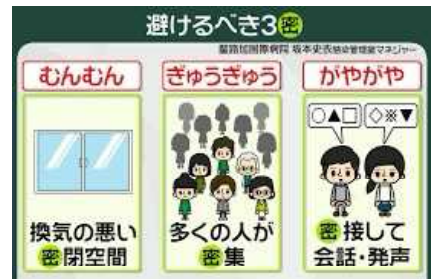 避けるべき3密
聖路加国際病院 坂本史衣感染管理室マネジャー
むんむん
ぎゅうぎゅう
がやがや
○▲□
◇※▼
換気の悪い
密閉空間
多くの人が
密集
密接して
会話・発声